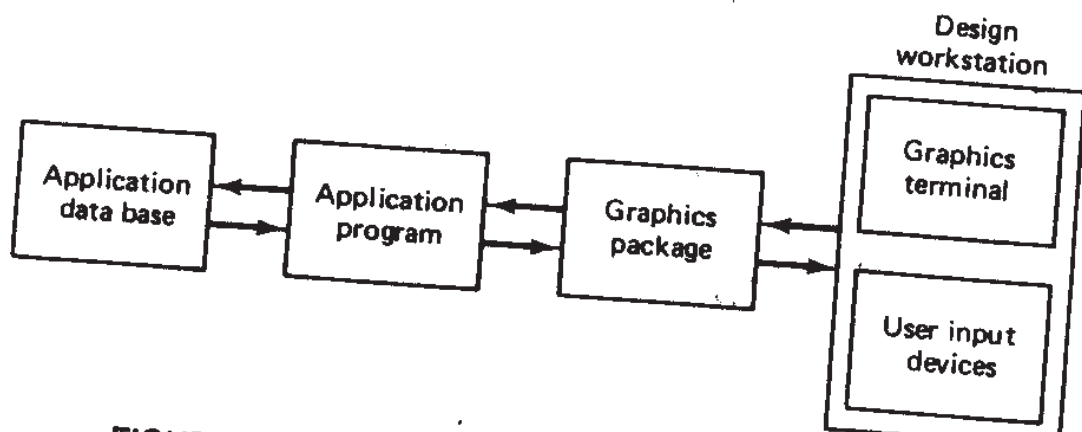 Design
workstation
Application
data base
Application
program
Graphics
package
Graphics
terminal
User input
devices